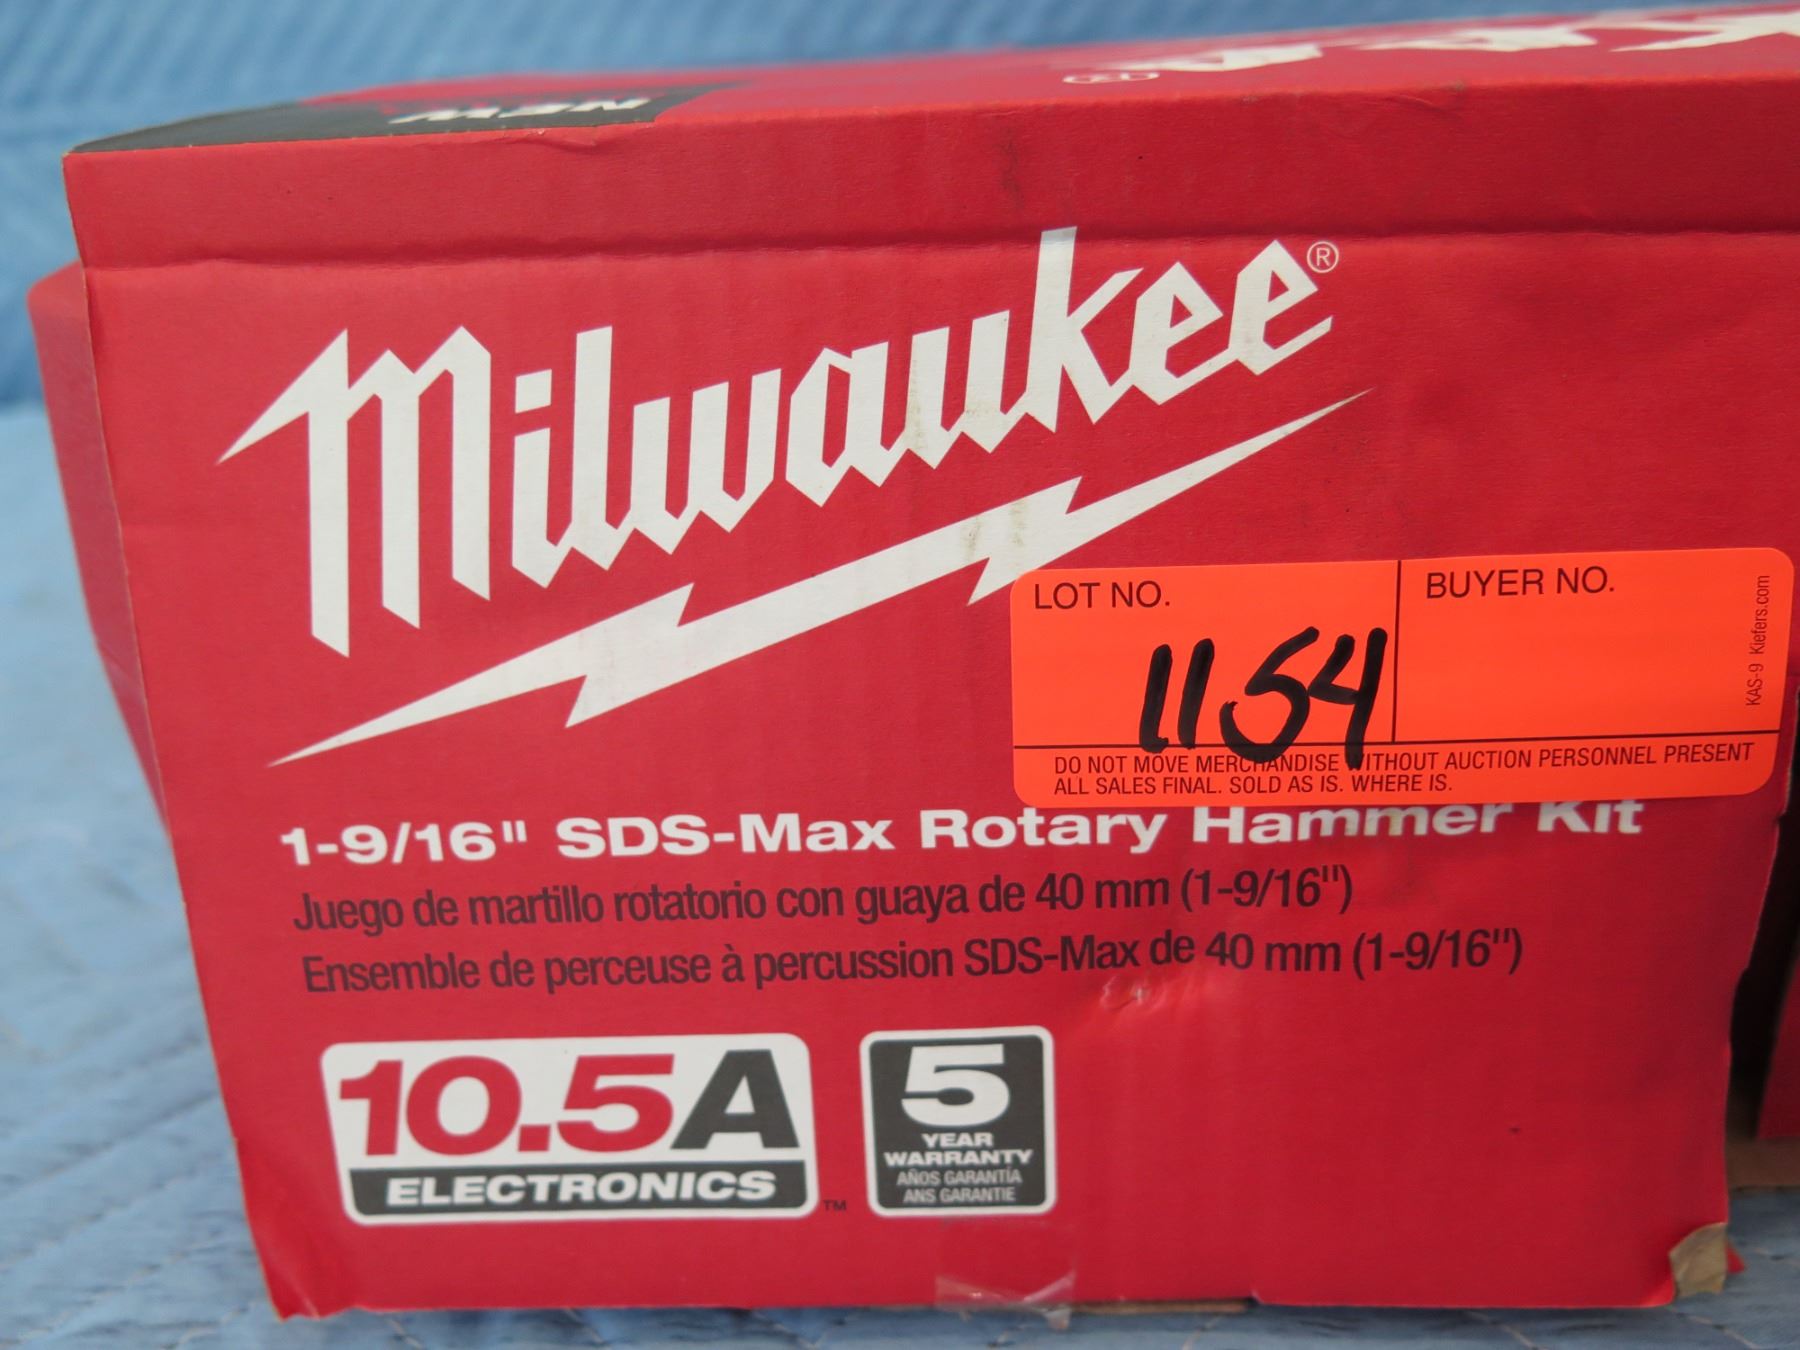 NEW
Milwaukee®
LOT NO.
1154
BUYER NO.
KAS-9 Kiefers.com
DO NOT MOVE MERCHANDISE WITHOUT AUCTION PERSONNEL PRESENT
ALL SALES FINAL. SOLD AS IS. WHERE IS.
1-9/16" SDS-Max Rotary Hammer Kit
Juego de martillo rotatorio con guaya de 40 mm (1-9/16")
Ensemble de perceuse à percussion SDS-Max de 40 mm (1-9/16")
10.5A
ELECTRONICS
™
5
YEAR
WARRANTY
AÑOS GARANTÍA
ANS GARANTIE